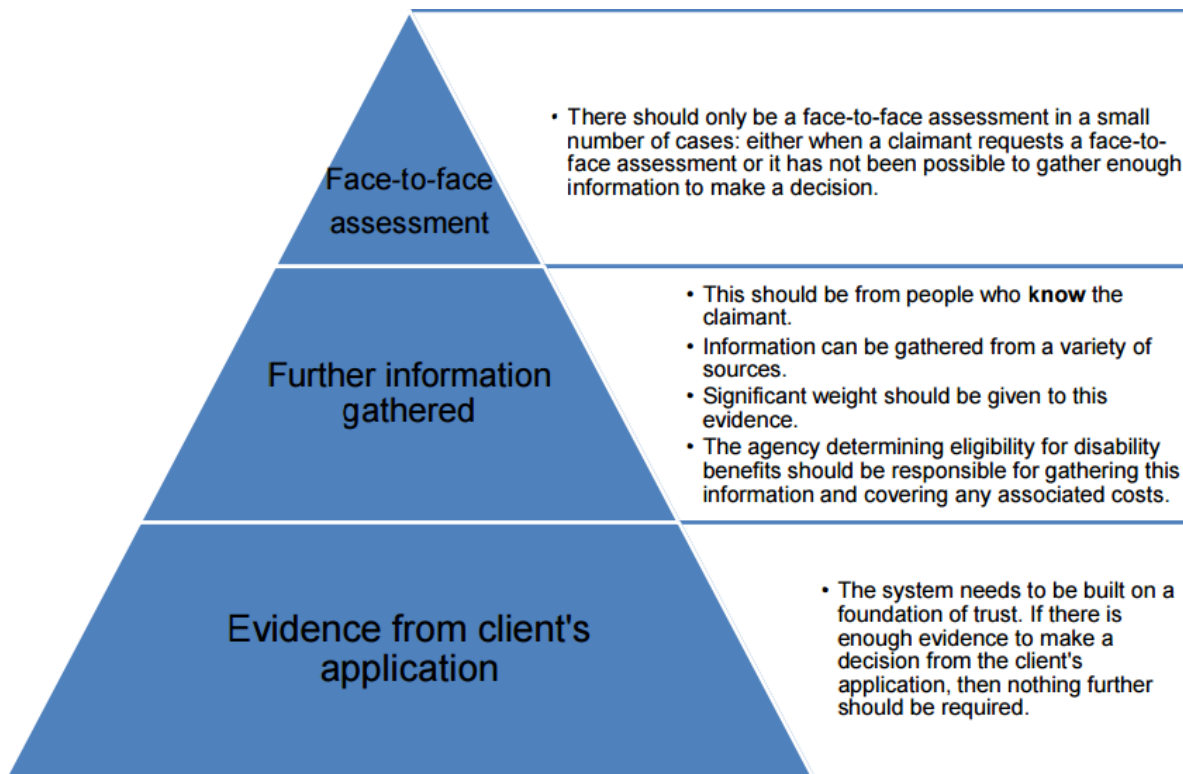 Face-to-face
assessment
• There should only be a face-to-face assessment in a small
number of cases: either when a claimant requests a face-to-
face assessment or it has not been possible to gather enough
information to make a decision.
Further information
gathered
• This should be from people who know the
claimant.
• Information can be gathered from a variety of
sources.
• Significant weight should be given to this
evidence.
• The agency determining eligibility for disability
benefits should be responsible for gathering this
information and covering any associated costs.
Evidence from client's
application
• The system needs to be built on a
foundation of trust. If there is
enough evidence to make a
decision from the client's
application, then nothing further
should be required.